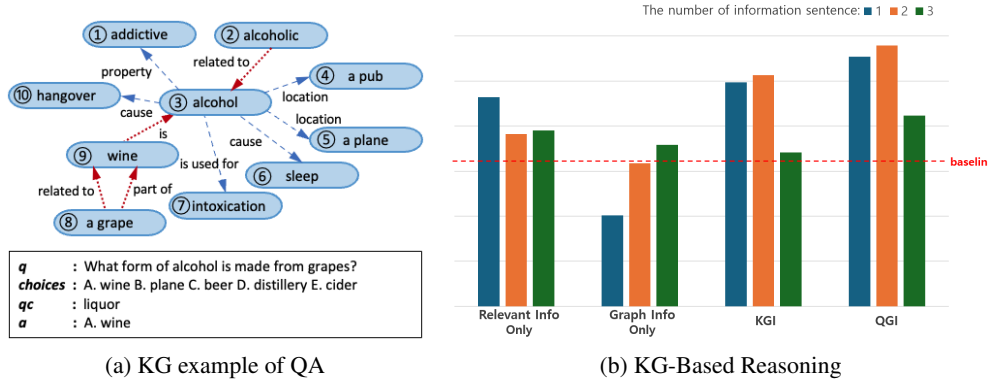 ① addictive
② alcoholic
property
related to
④ a pub
⑩ hangover
③ alcohol
location
cause
location
is
cause
⑤ a plane
⑨ wine
is used for
⑥ sleep
related to
part of
⑦ intoxication
⑧ a grape
q : What form of alcohol is made from grapes?
choices : A. wine B. plane C. beer D. distillery E. cider
qc : liquor
a : A. wine
(a) KG example of QA
The number of information sentence: 1 2 3
baselin
Relevant Info
Only
Graph Info
Only
KGI
QGI
(b) KG-Based Reasoning